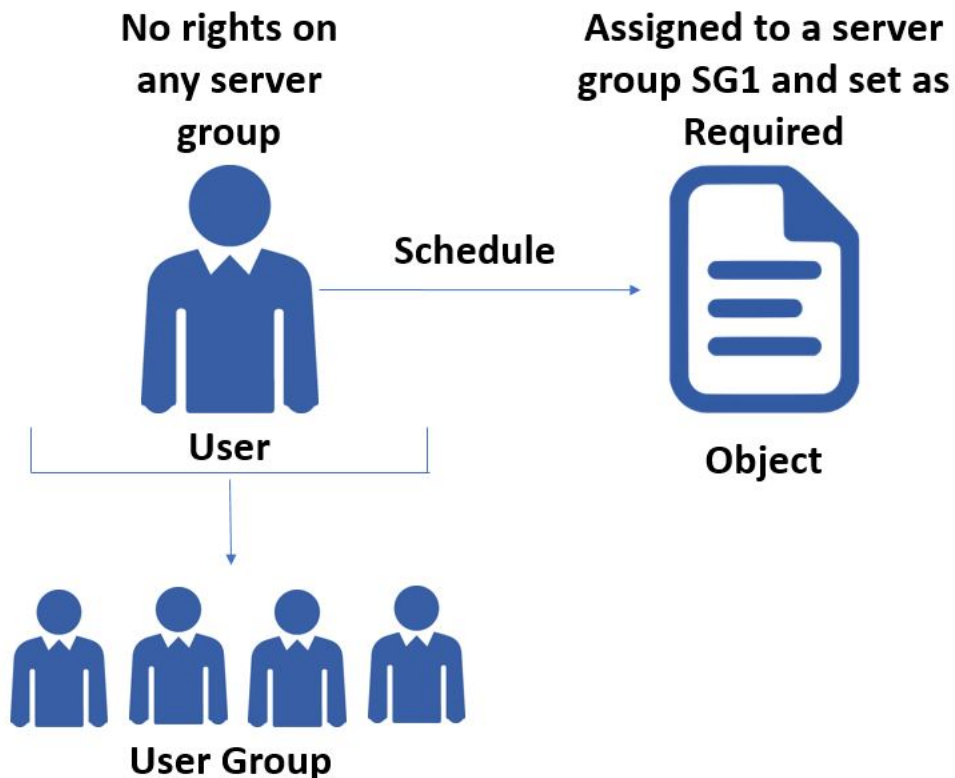 No rights on
any server
group
Assigned to a server
group SG1 and set as
Required
Schedule
User
Object
User Group